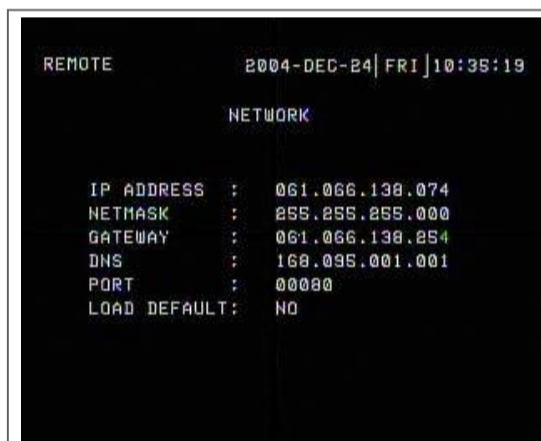 REMOTE 2004-DEC-24|FRI|10:35:19
NETWORK
IP ADDRESS : 061.066.138.074
NETMASK : 255.255.255.000
GATEWAY : 061.066.138.254
DNS : 168.095.001.001
PORT : 00080
LOAD DEFAULT: NO